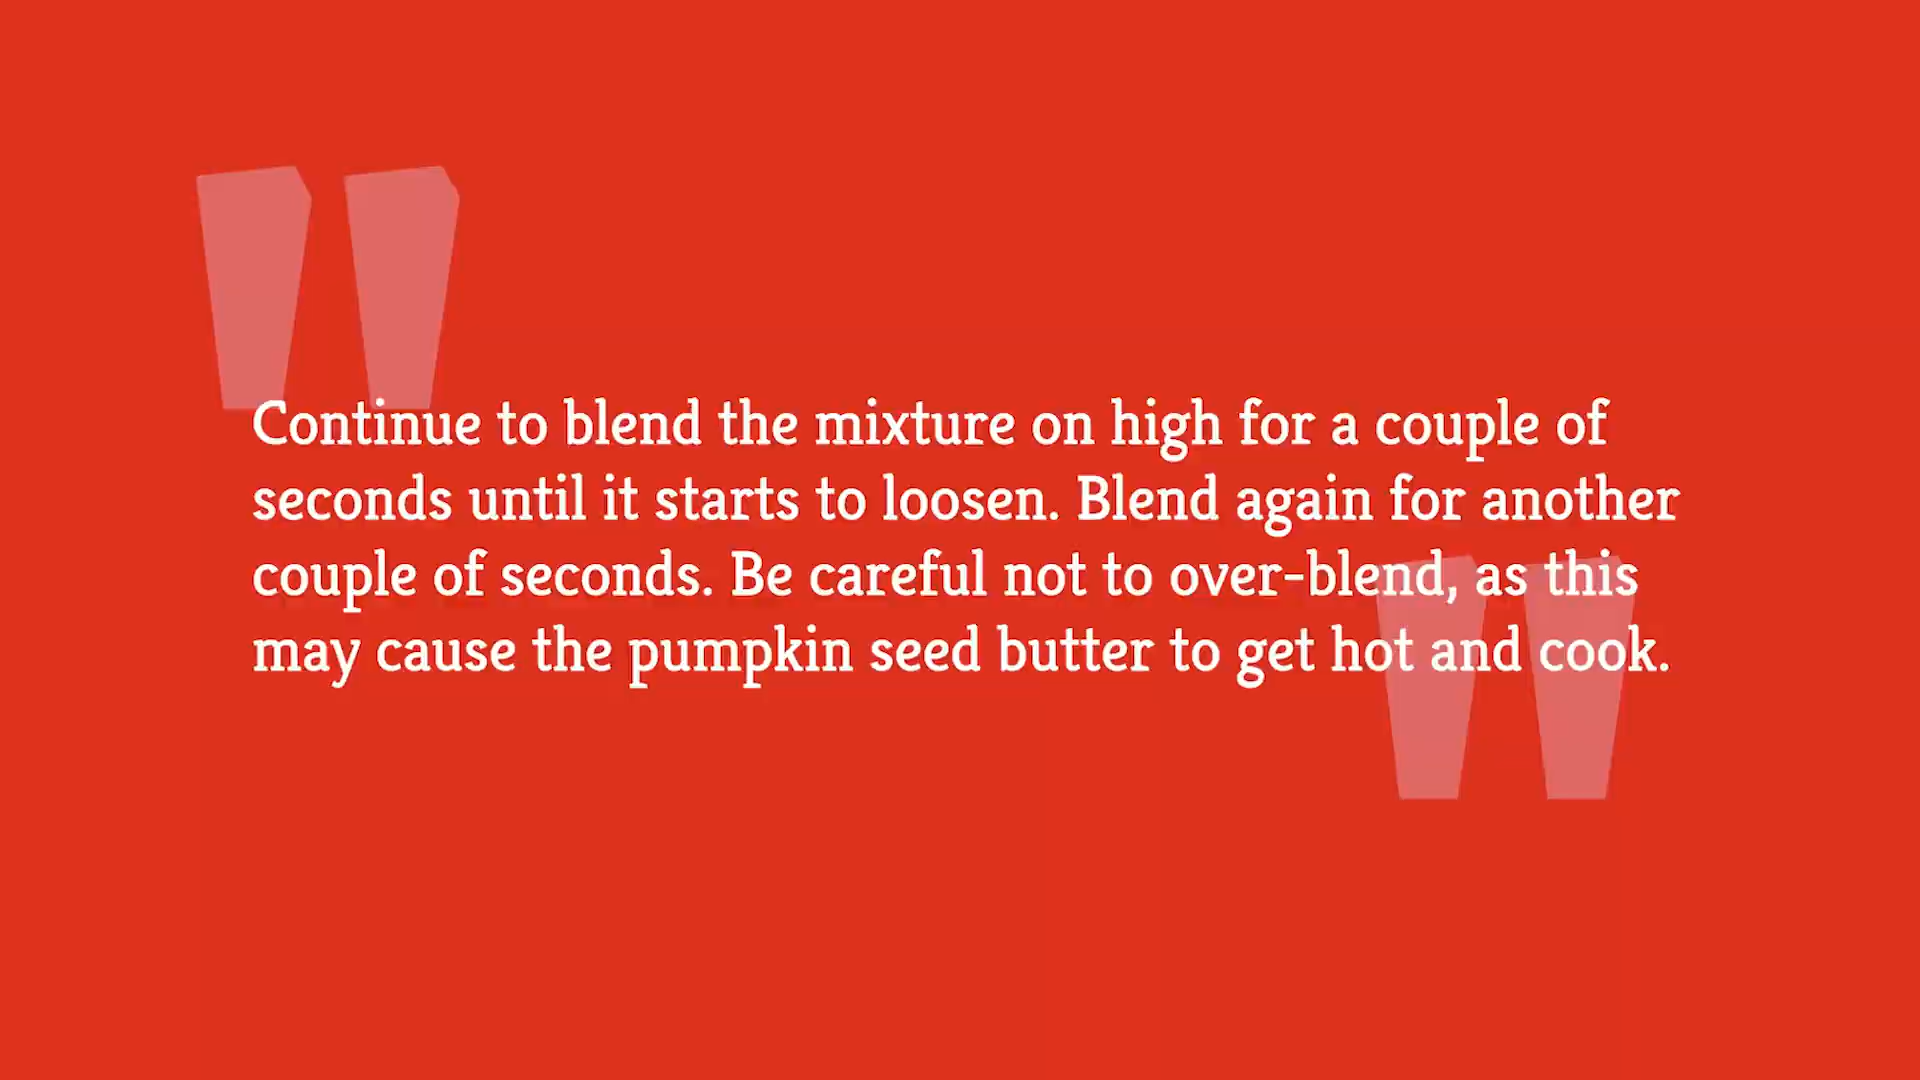 Continue to blend the mixture on high for a couple of
seconds until it starts to loosen. Blend again for another
couple of seconds. Be careful not to over-blend, as this
may cause the pumpkin seed butter to get hot and cook.